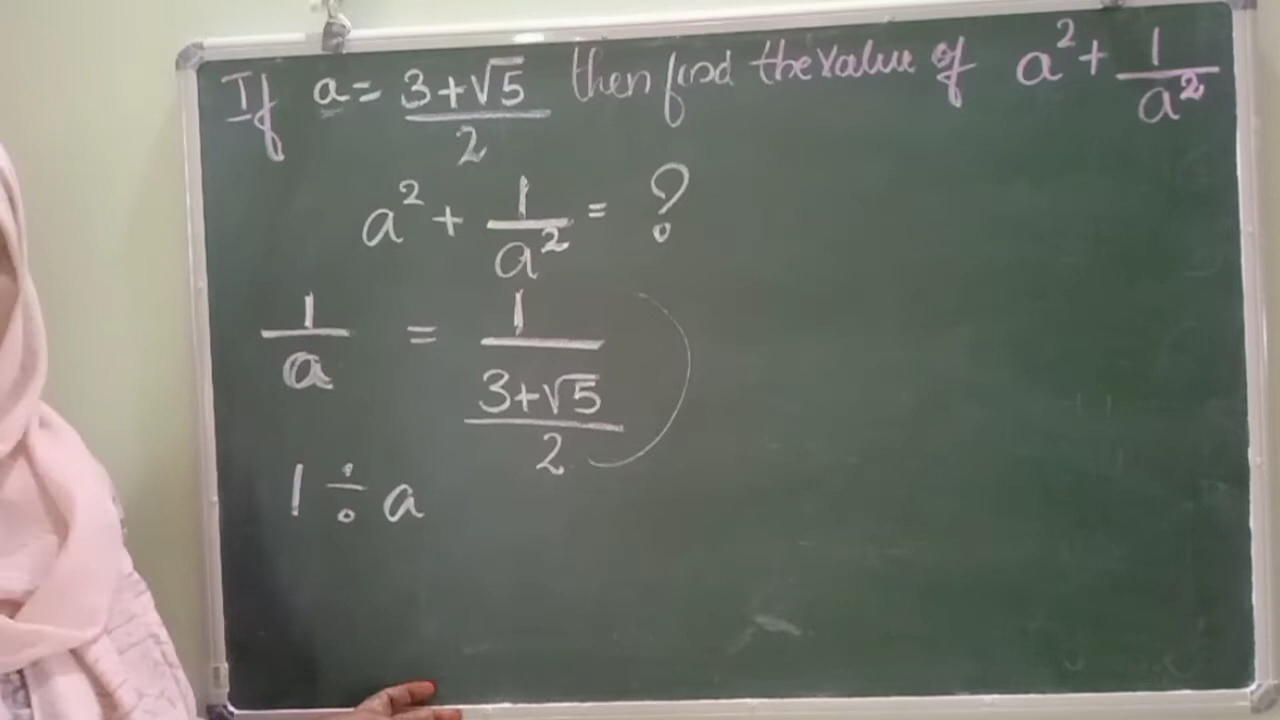 If a = 3+√5/2 then find the value of a² + 1/a²
a² + 1/a² = ?
1/a = 1/(3+√5/2)
1 ÷ a